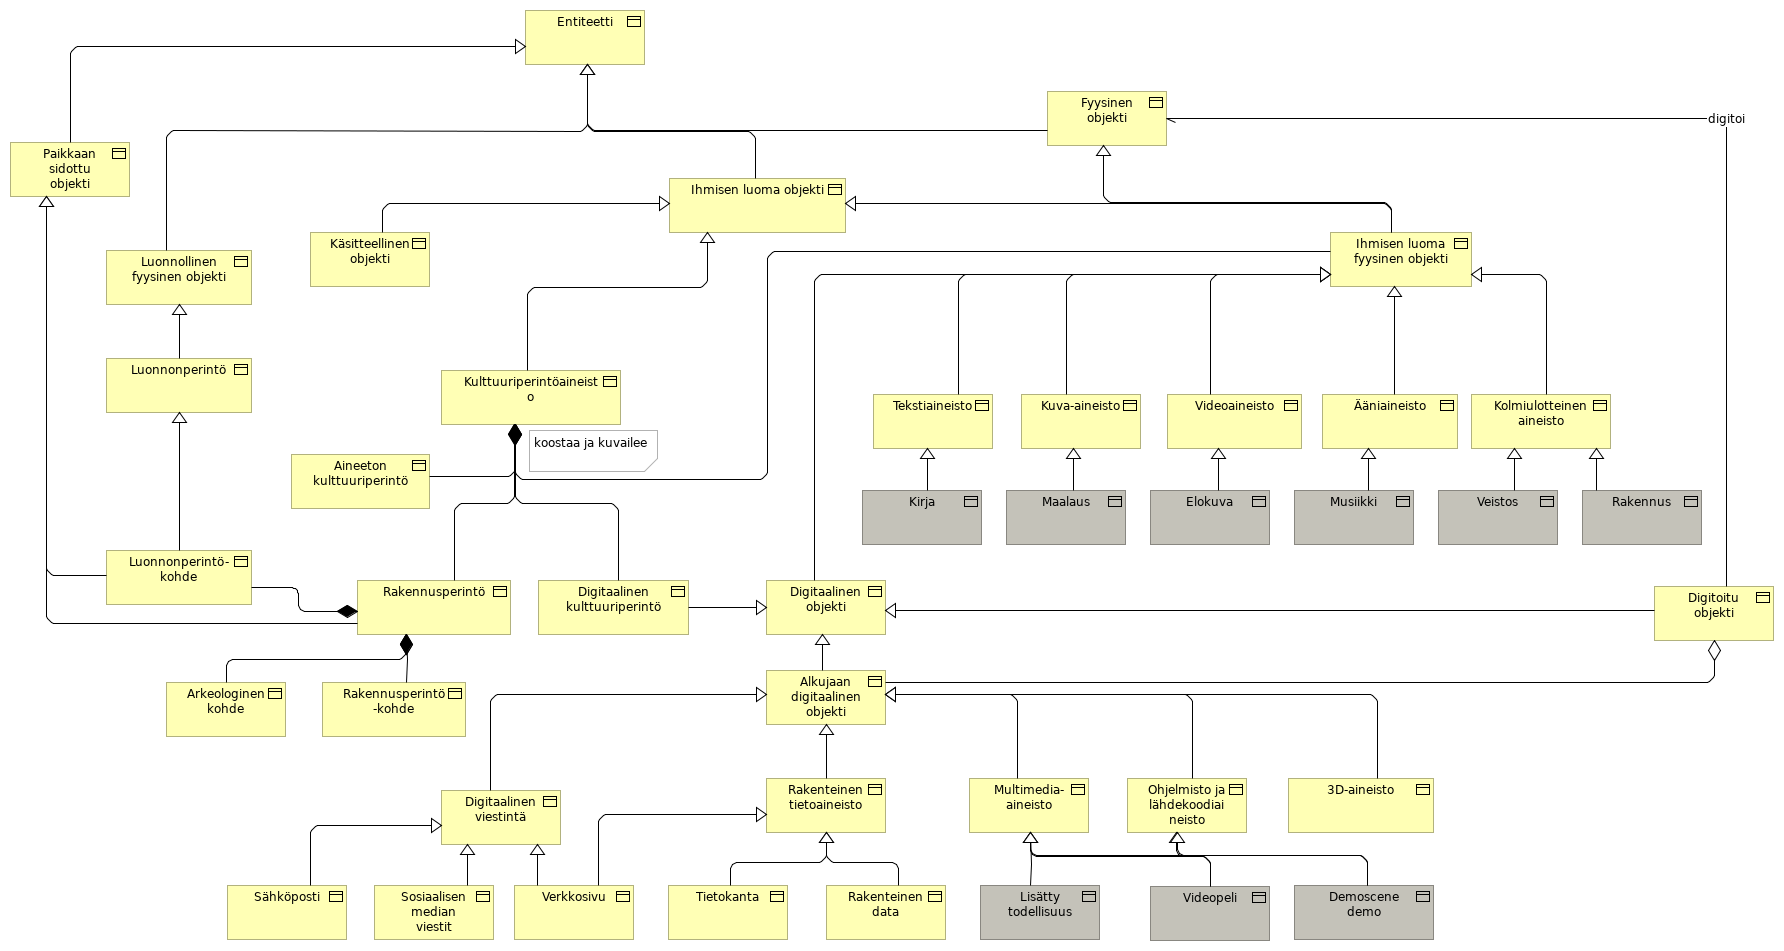 Entiteetti
Fyysinen
objekti
digitoi
Paikkaan
sidottu
objekti
Ihmisen luoma objekti
Käsitteellinen
objekti
Ihmisen luoma
fyysinen objekti
Luonnollinen
fyysinen objekti
Luonnonperintö
Kulttuuriperintöaineist
o
koostaa ja kuvailee
Tekstiaineisto
Kuva-aineisto
Videoaineisto
Ääniaineisto
Kolmiulotteinen
aineisto
Aineeton
kulttuuriperintö
Kirja
Maalaus
Elokuva
Musiikki
Veistos
Rakennus
Luonnonperintö-
kohde
Rakennusperintö
Digitaalinen
kulttuuriperintö
Digitaalinen
objekti
Digitoitu
objekti
Arkeologinen
kohde
Rakennusperintö
-kohde
Alkujaan
digitaalinen
objekti
Digitaalinen
viestintä
Rakenteinen
tietoaineisto
Multimedia-
aineisto
Ohjelmisto ja
lähdekoodiai
neisto
3D-aineisto
Sähköposti
Sosiaalisen
median
viestit
Verkkosivu
Tietokanta
Rakenteinen
data
Lisätty
todellisuus
Videopeli
Demoscene
demo